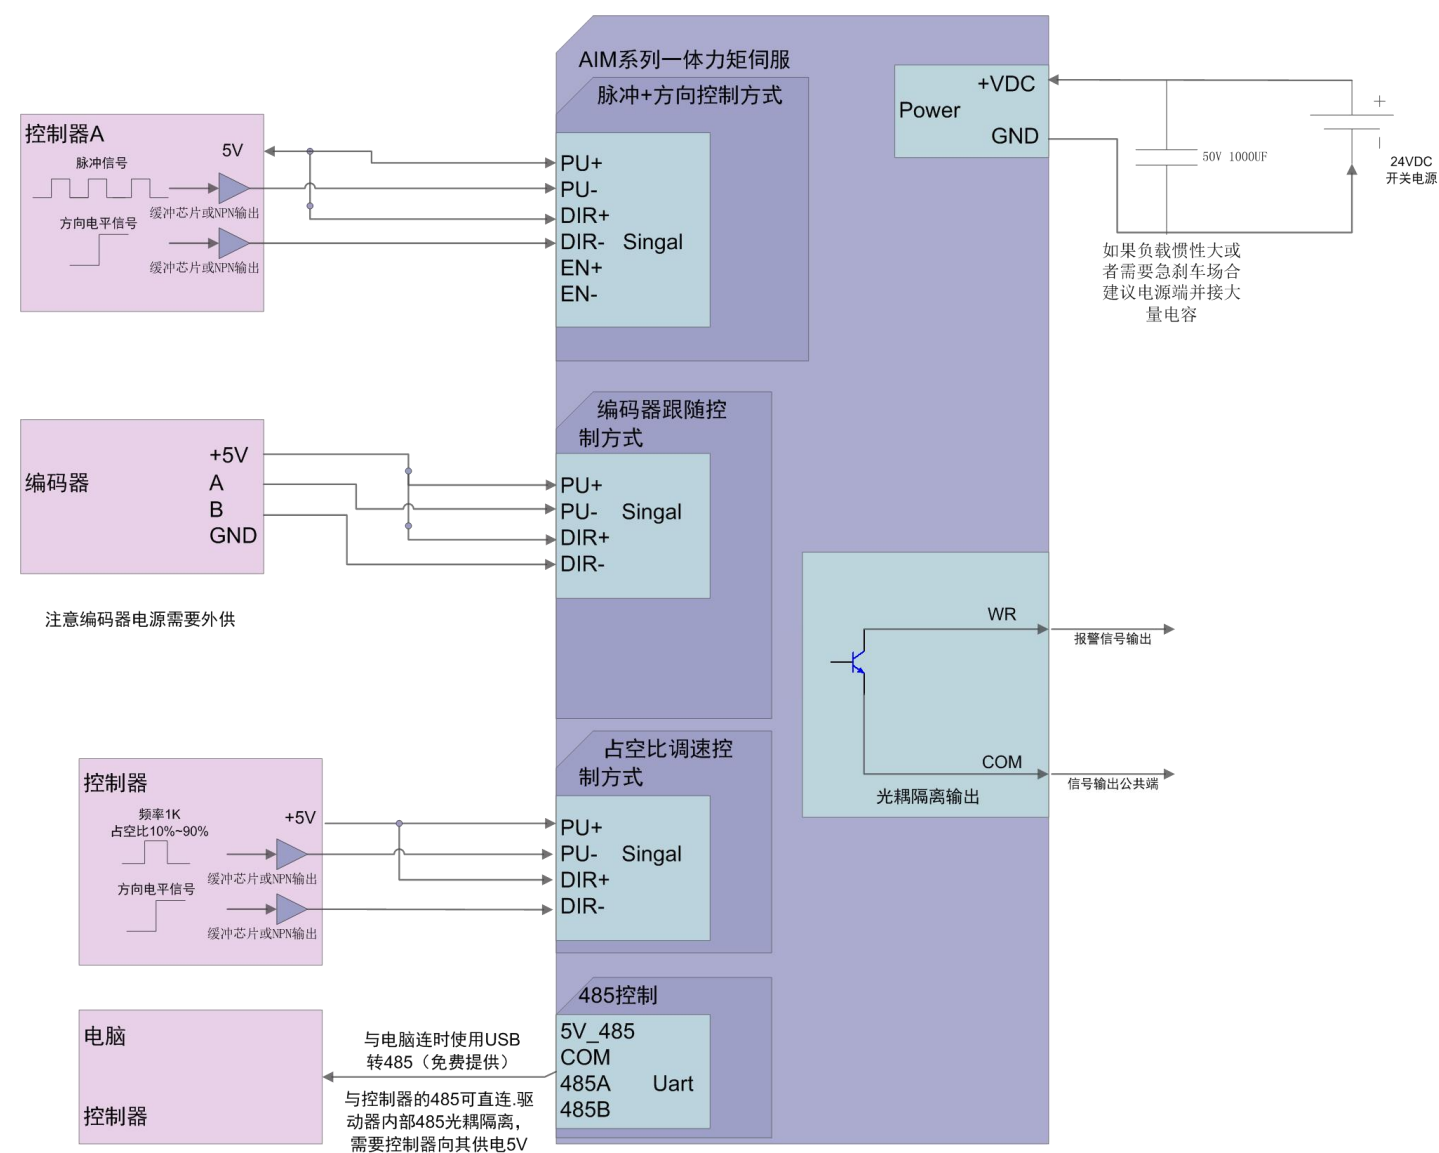 AIM系列一体力矩伺服
脉冲+方向控制方式
控制器A
5V
脉冲信号
缓冲芯片或NPN输出
方向电平信号
缓冲芯片或NPN输出
PU+
PU-
DIR+
DIR- Singal
EN+
EN-
+VDC
Power
GND
+
50V 1000UF
24VDC
开关电源
如果负载惯性大或
者需要急刹车场合
建议电源端并接大
量电容
编码器跟随控
制方式
编码器
+5V
A
B
GND
PU+
PU- Singal
DIR+
DIR-
注意编码器电源需要外供
WR
报警信号输出
COM
信号输出公共端
光耦隔离输出
占空比调速控
制方式
控制器
频率1K
占空比10%~90%
+5V
缓冲芯片或NPN输出
方向电平信号
缓冲芯片或NPN输出
PU+
PU- Singal
DIR+
DIR-
485控制
电脑
控制器
与电脑连时使用USB
转485（免费提供）
与控制器的485可直连.驱
动器内部485光耦隔离，
需要控制器向其供电5V
5V_485
COM
485A Uart
485B